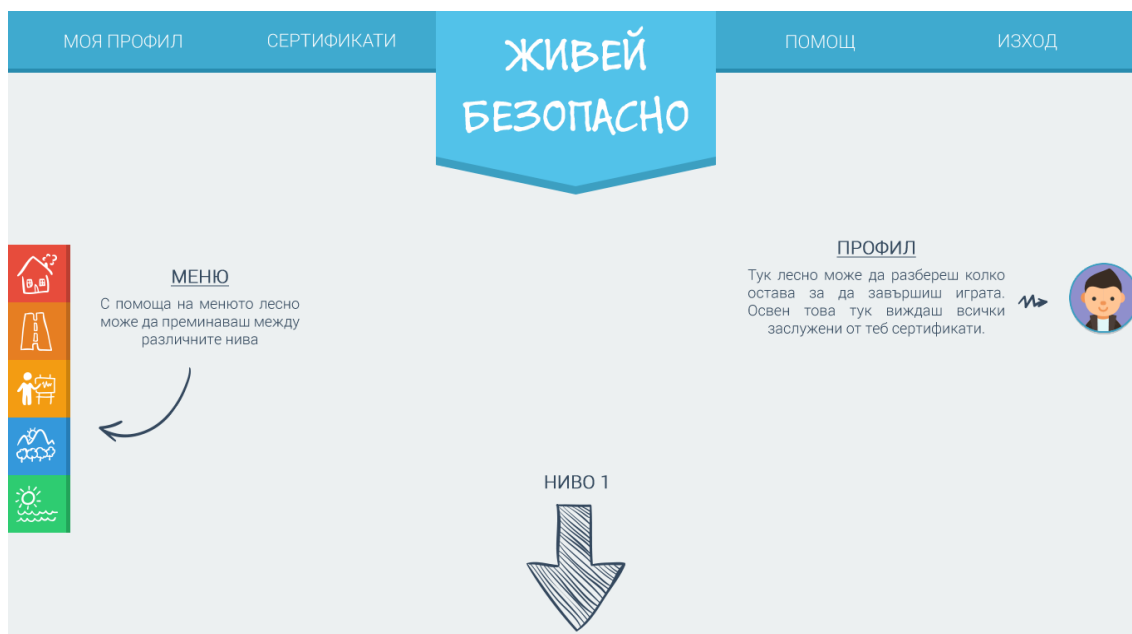 МОЯ ПРОФИЛ
СЕРТИФИКАТИ
ЖИВЕЙ
БЕЗОПАСНО
ПОМОЩ
ИЗХОД
МЕНЮ
С помоща на менюто лесно
може да преминаваш между
различните нива
ПРОФИЛ
Тук лесно може да разбереш колко
остава за да завършиш играта.
Освен това тук виждаш всички
заслужени от теб сертификати.
НИВО 1